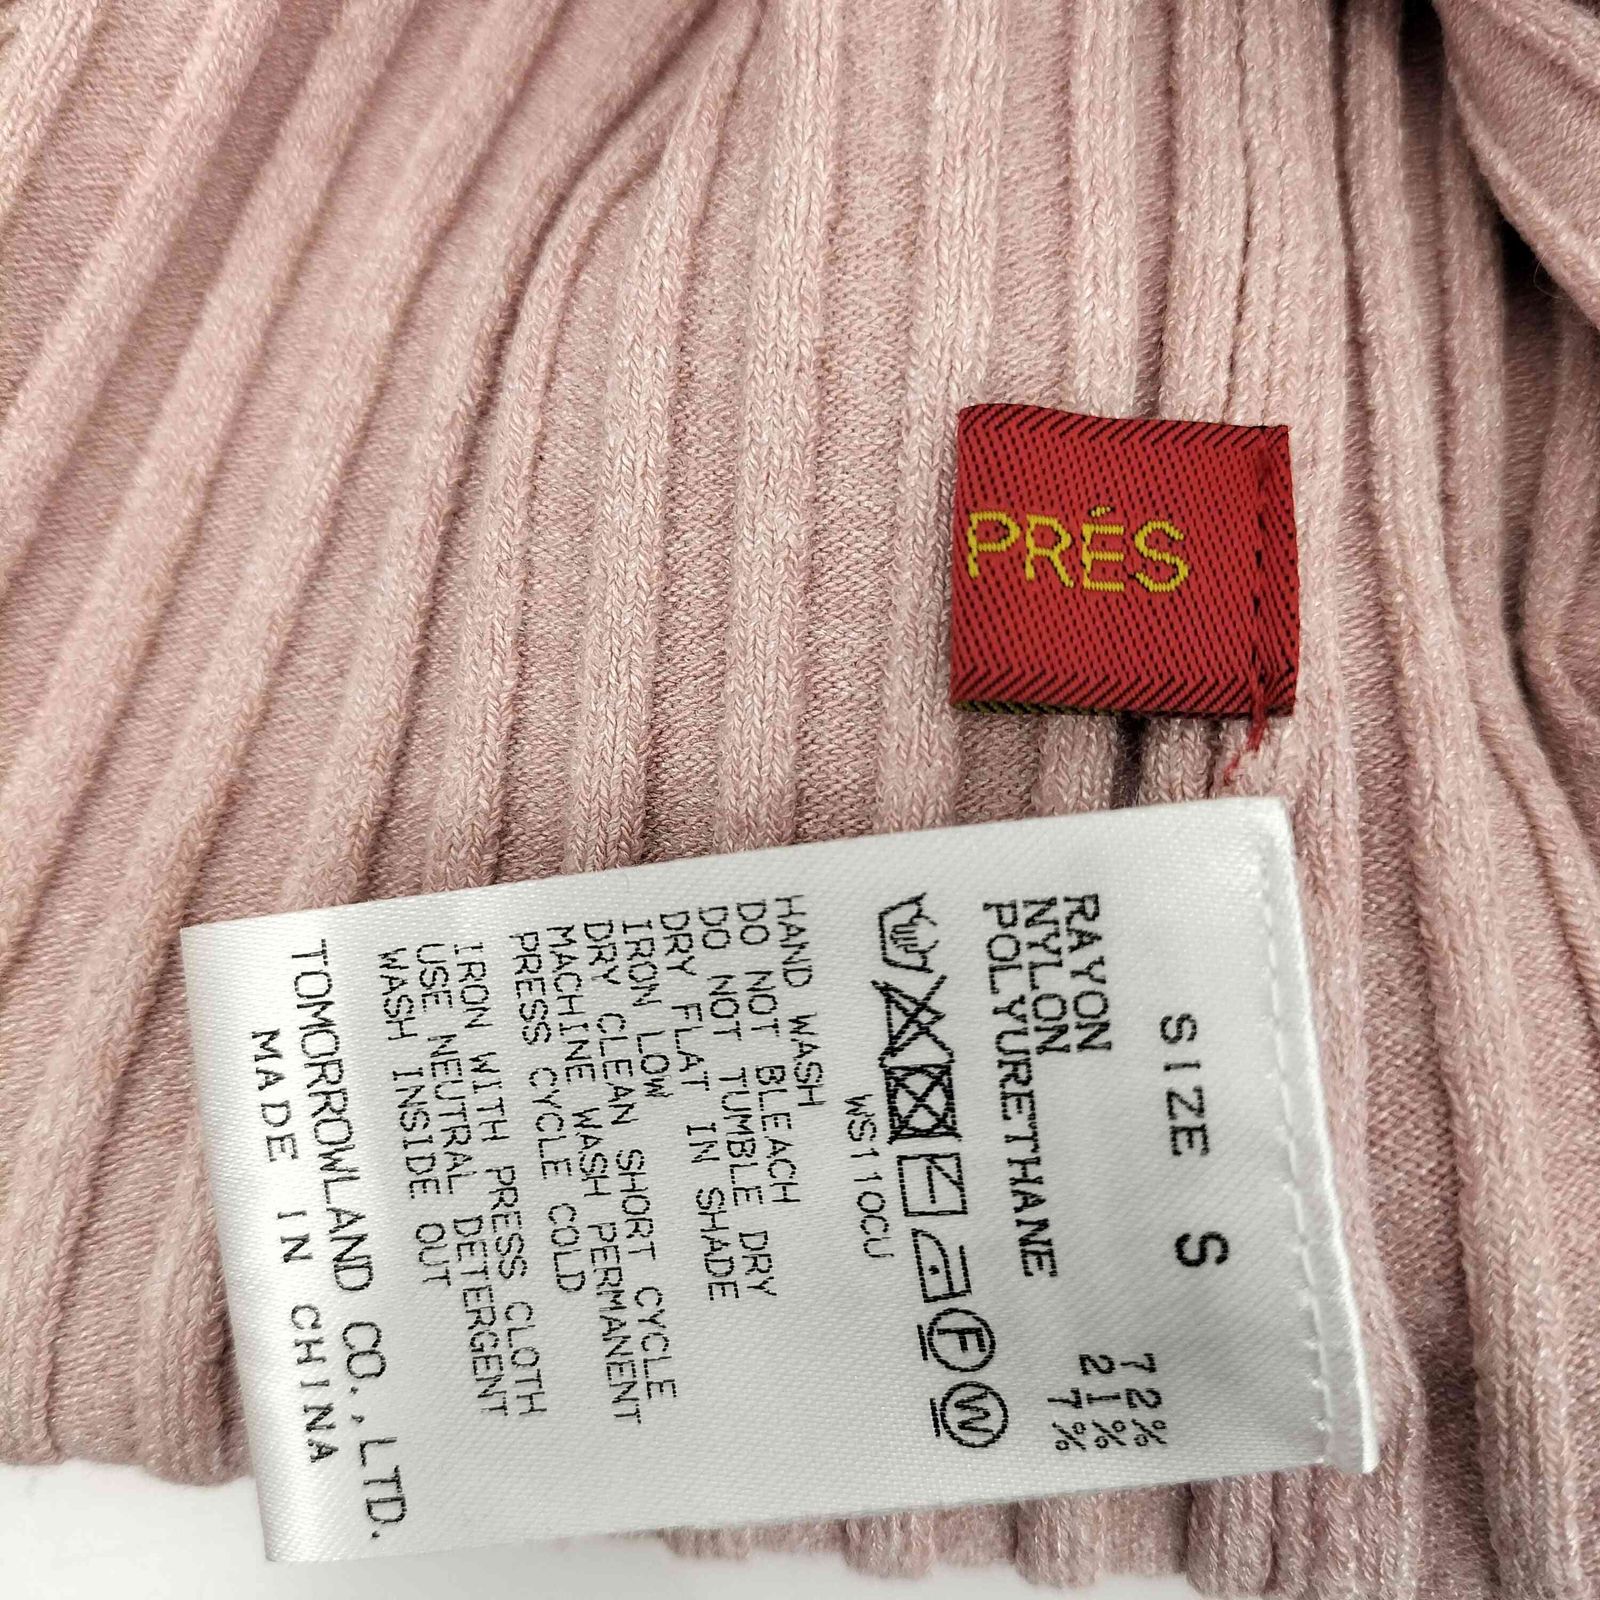 PRÉS
SIZE S
RAYON 72%
NYLON 21%
POLYURETHANE 7%
F W
WS110CU
HAND WASH
DO NOT BLEACH
DO NOT TUMBLE DRY
DRY FLAT IN SHADE
IRON LOW
DRY CLEAN SHORT CYCLE
MACHINE WASH PERMANENT
PRESS CYCLE COLD
IRON WITH PRESS CLOTH
USE NEUTRAL DETERGENT
WASH INSIDE OUT
TOMORROWLAND CO., LTD.
MADE IN CHINA